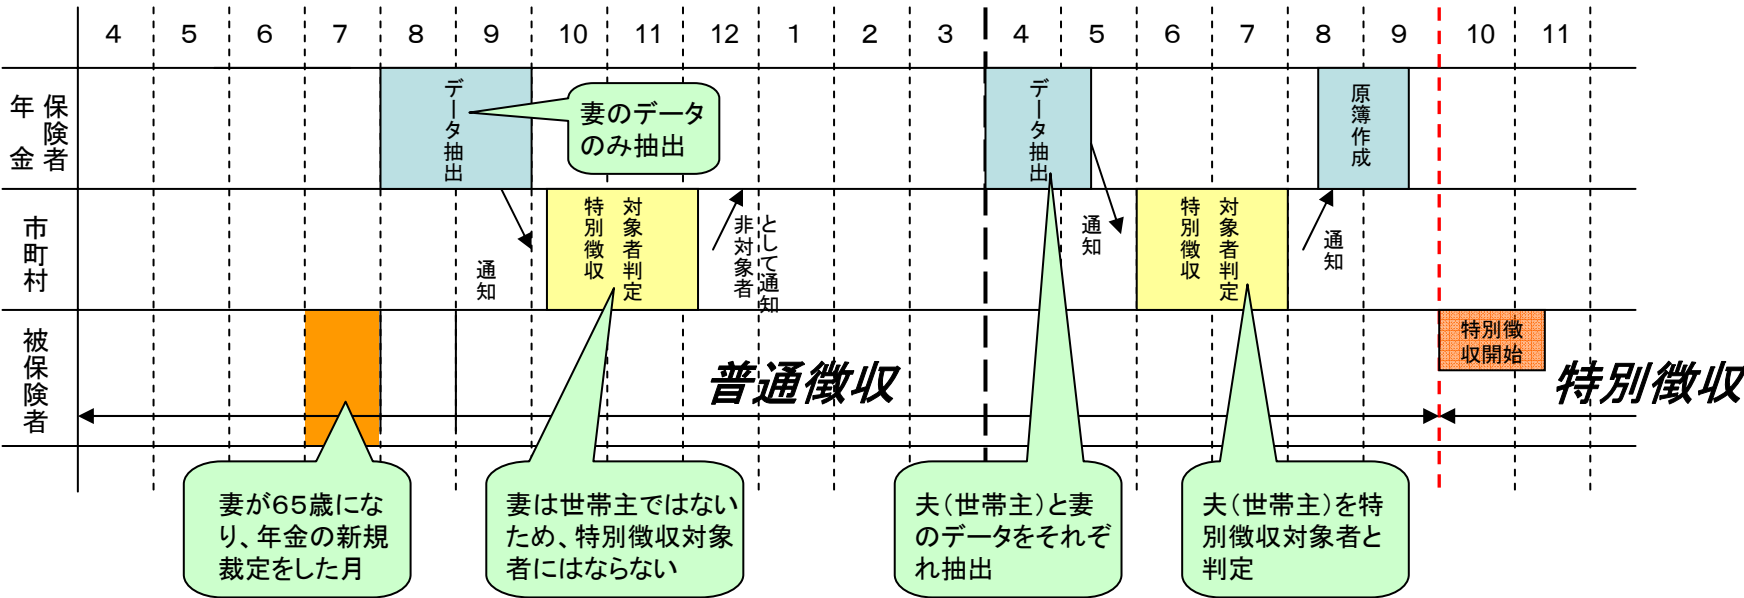 4 5 6 7 8 9 10 11 12 1 2 3 4 5 6 7 8 9 10 11
年金
保険者
データ抽出
妻のデータ
のみ抽出
データ抽出
原簿作成
市町村
通知
特別徴収
対象者判定
非対象者
として通知
通知
特別徴収
対象者判定
通知
被保険者
普通徴収
特別徴
収開始
特別徴収
妻が65歳にな
り、年金の新規
裁定をした月
妻は世帯主ではない
ため、特別徴収対象
者にはならない
夫(世帯主)と妻
のデータをそれぞ
れ抽出
夫(世帯主)を特
別徴収対象者と
判定